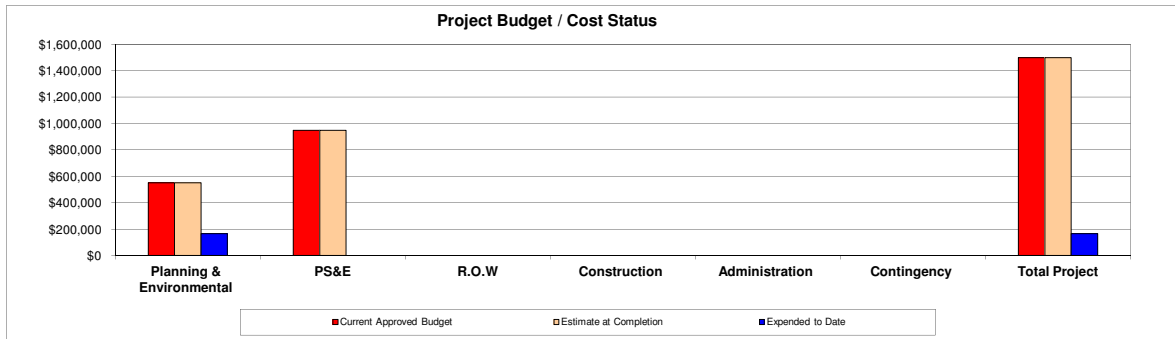 Project Budget / Cost Status
$1,600,000
$1,400,000
$1,200,000
$1,000,000
$800,000
$600,000
$400,000
$200,000
$0
Planning &
Environmental
PS&E
R.O.W
Construction
Administration
Contingency
Total Project
Current Approved Budget
Estimate at Completion
Expended to Date